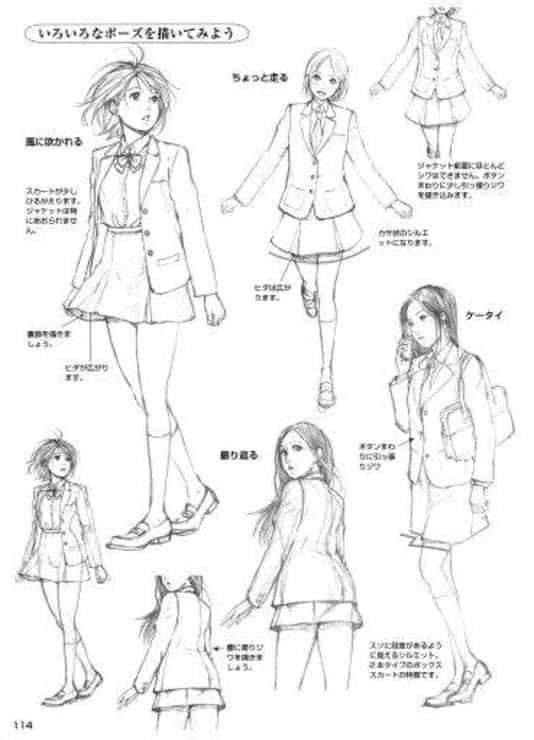 いろいろなポーズを描いてみよう
風に吹かれる
スカートが少し
ひるがえります。
ジャケットは特
にあおられませ
ん。
裏側を描きま
しょう。
ヒダが広がり
ます。
ちょっと走る
ジャケット前面にほとんど
シワはできません。ボタン
まわりに少し引っ張りジワ
を描き込みます。
カサ状のシルエ
ットになります。
ヒダは広が
ります。
ケータイ
ボタンまわ
りに引っ張
りジワ
振り返る
腰に寄りジ
ワを描きま
しょう。
スソに段差があるよう
に見えるシルエット。
2本タイプのボックス
スカートの特徴です。
114